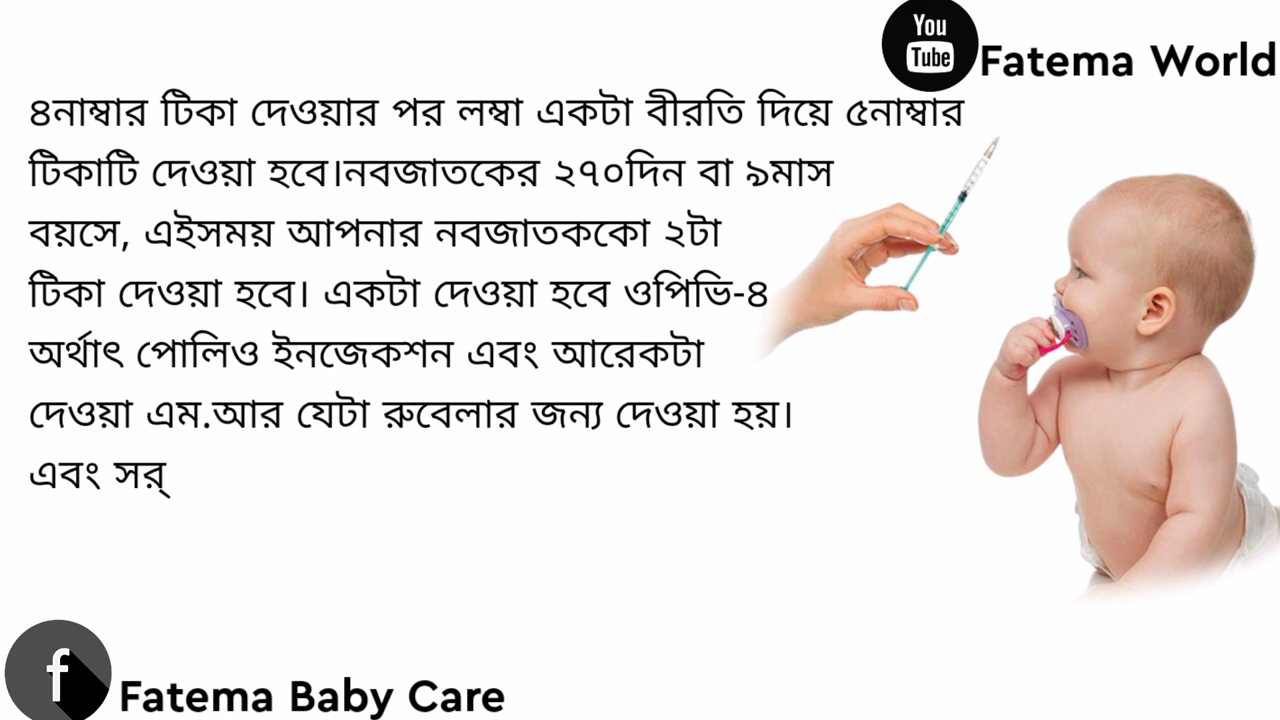 You
Tube
Fatema World
৪নাম্বার টিকা দেওয়ার পর লম্বা একটা বীরতি দিয়ে ৫নাম্বার
টিকাটি দেওয়া হবে।নবজাতকের ২৭০দিন বা ৯মাস
বয়সে, এইসময় আপনার নবজাতককো ২টা
টিকা দেওয়া হবে। একটা দেওয়া হবে ওপিভি-৪
অর্থাৎ পোলিও ইনজেকশন এবং আরেকটা
দেওয়া এম.আর যেটা রুবেলার জন্য দেওয়া হয়।
এবং সর্
f
Fatema Baby Care